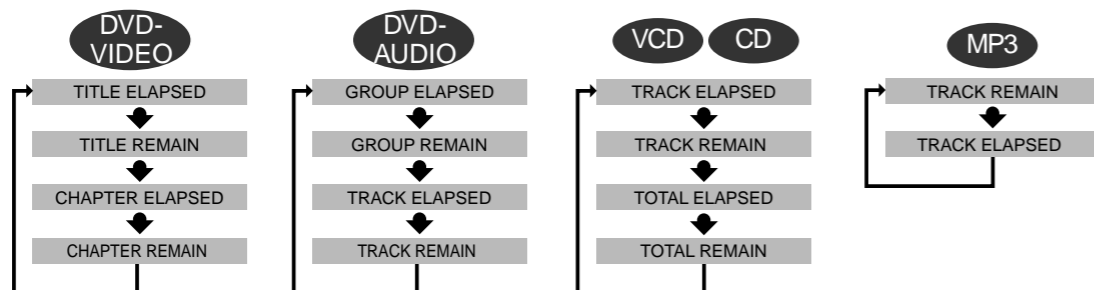 DVD-
VIDEO
TITLE ELAPSED
TITLE REMAIN
CHAPTER ELAPSED
CHAPTER REMAIN
DVD-
AUDIO
GROUP ELAPSED
GROUP REMAIN
TRACK ELAPSED
TRACK REMAIN
VCD CD
TRACK ELAPSED
TRACK REMAIN
TOTAL ELAPSED
TOTAL REMAIN
MP3
TRACK REMAIN
TRACK ELAPSED